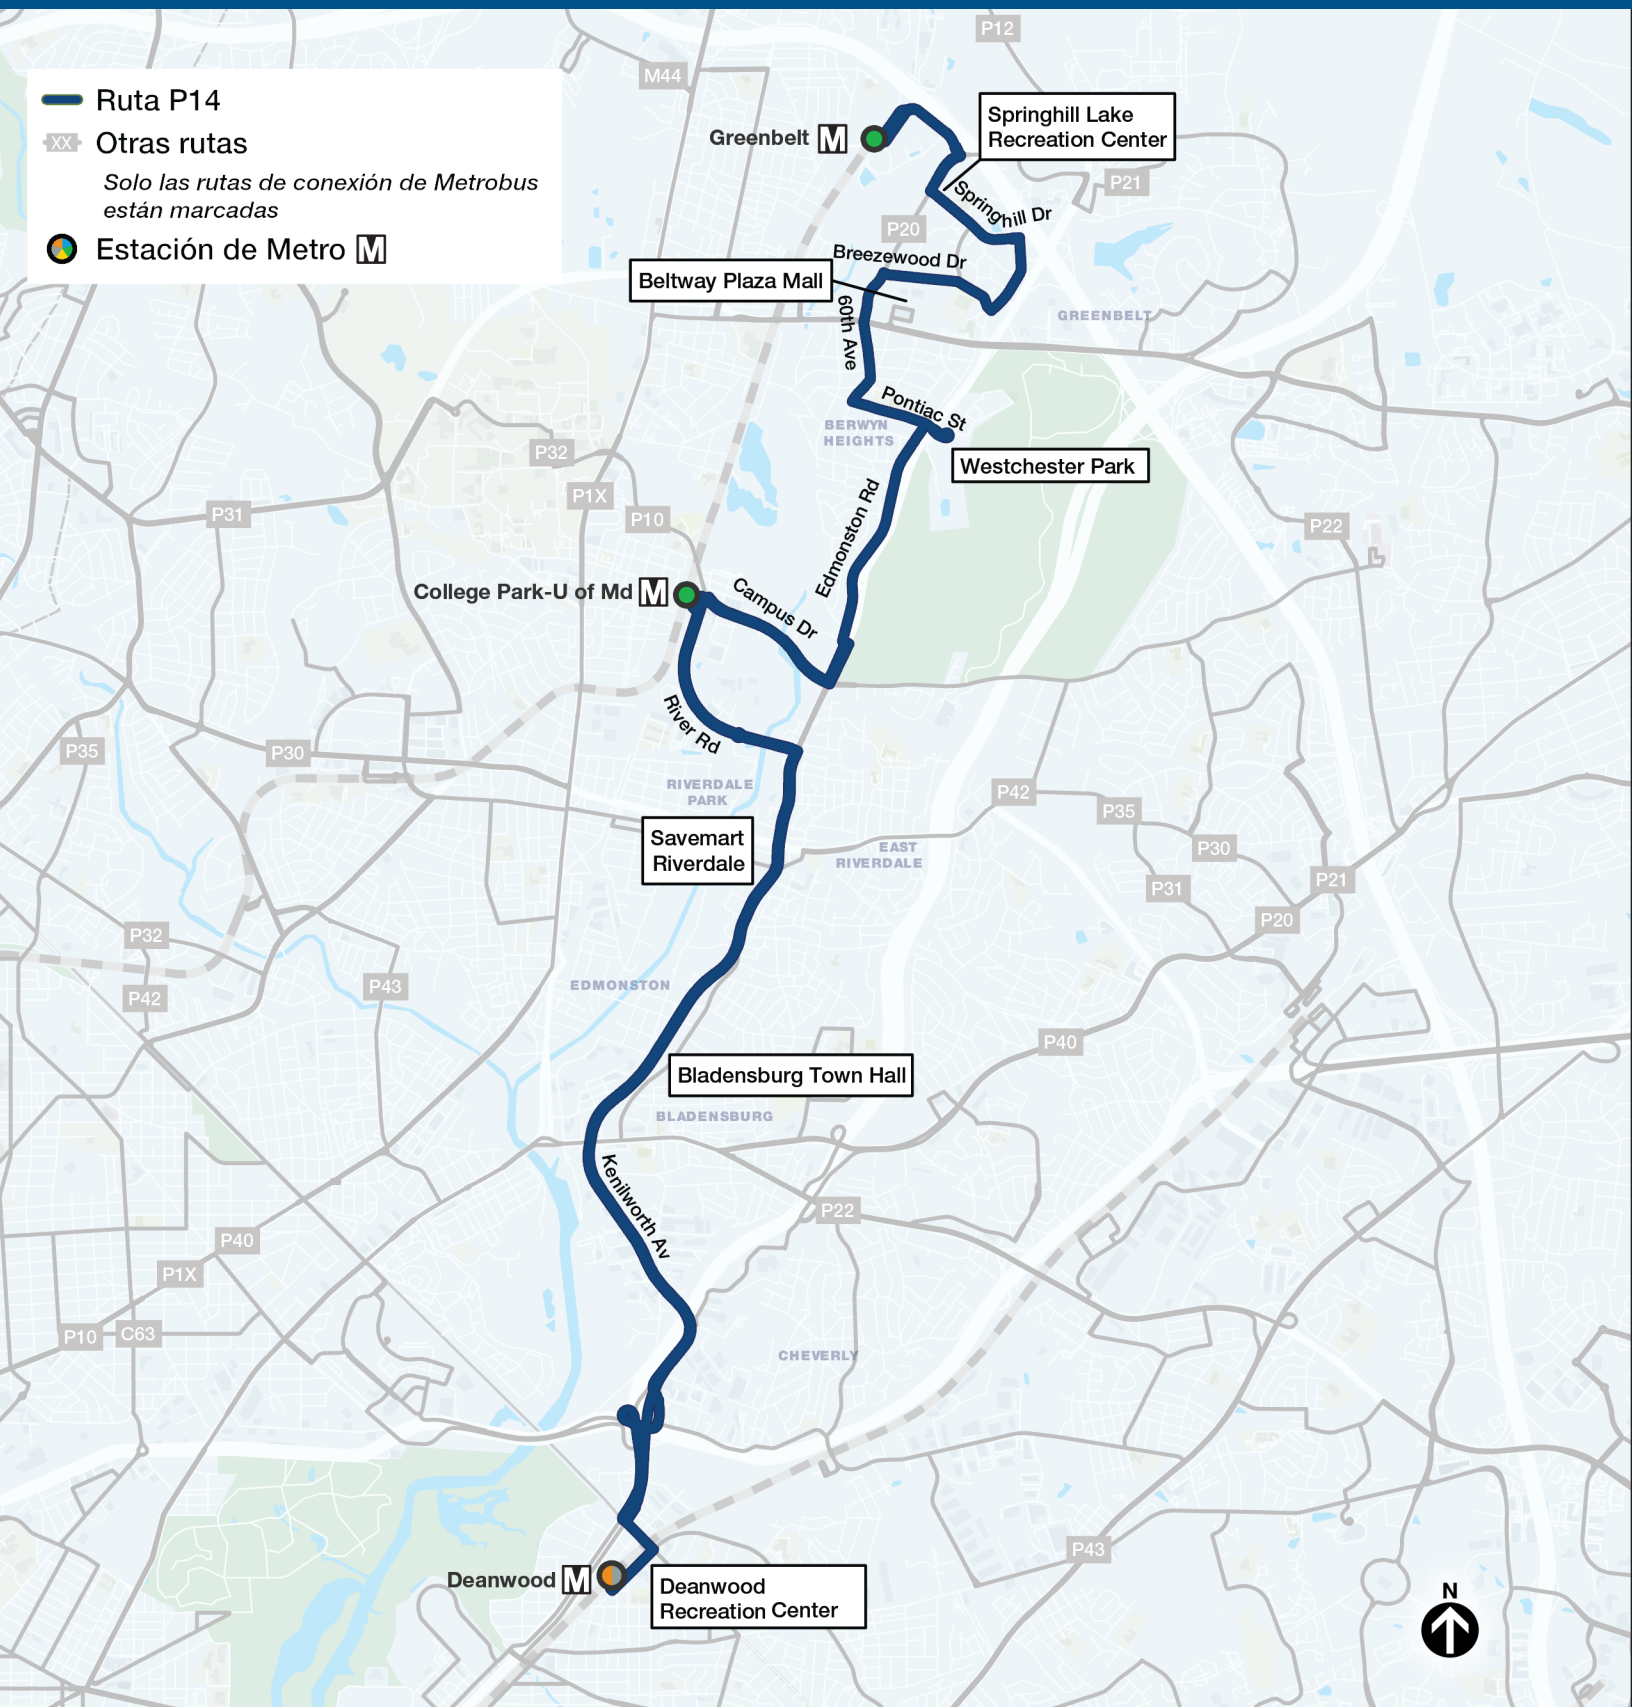 Ruta P14
XX Otras rutas
Solo las rutas de conexión de Metrobus
están marcadas
Estación de Metro M
P12
M44
Greenbelt M
Springhill Lake
Recreation Center
P21
Springhill Dr
P20
Breezewood Dr
Beltway Plaza Mall
60th Ave
GREENBELT
Pontiac St
BERWYN
HEIGHTS
P32
Westchester Park
P1X
P31
P10
P22
Edmonston Rd
College Park-U of Md M
Campus Dr
River Rd
P35
P30
RIVERDALE
PARK
P42
P35
Savemart
Riverdale
EAST
RIVERDALE
P30
P31
P21
P20
P32
P42
P43
EDMONSTON
P40
Bladensburg Town Hall
BLADENSBURG
Kenilworth Av
P22
P40
P1X
P10
C63
CHEVERLY
P43
Deanwood M
Deanwood
Recreation Center
N